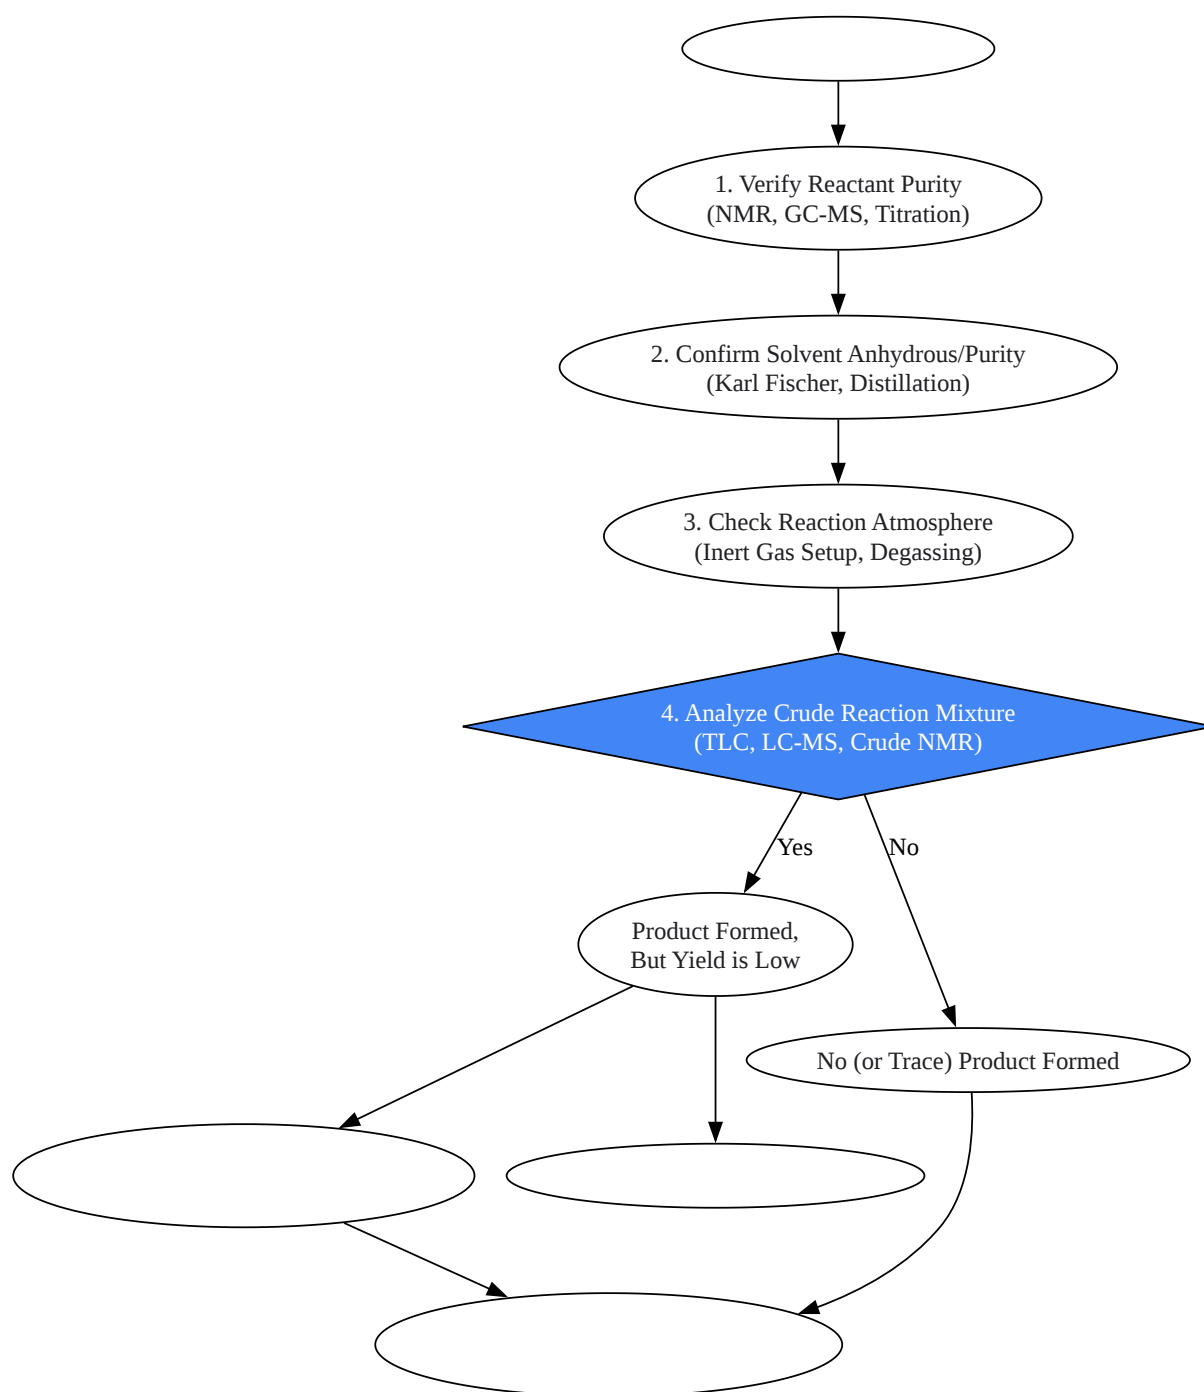 1. Verify Reactant Purity
(NMR, GC-MS, Titration)
2. Confirm Solvent Anhydrous/Purity
(Karl Fischer, Distillation)
3. Check Reaction Atmosphere
(Inert Gas Setup, Degassing)
4. Analyze Crude Reaction Mixture
(TLC, LC-MS, Crude NMR)
Yes
No
Product Formed,
But Yield is Low
No (or Trace) Product Formed